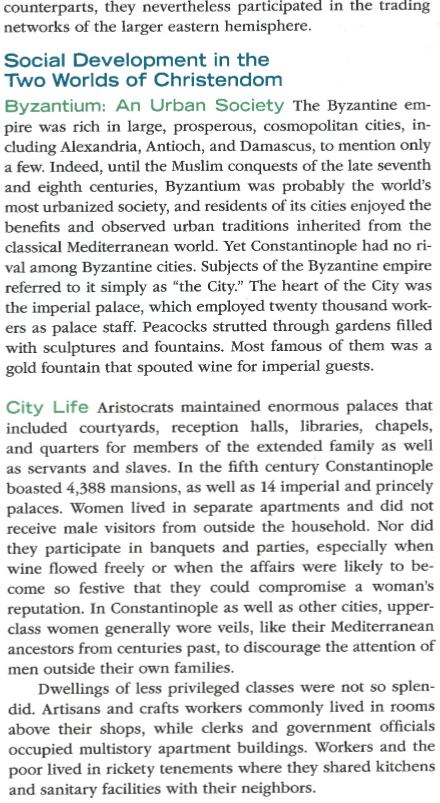 counterparts, they nevertheless participated in the trading
networks of the larger eastern hemisphere.
Social Development in the
Two Worlds of Christendom
Byzantium: An Urban Society The Byzantine em-
pire was rich in large, prosperous, cosmopolitan cities, in-
cluding Alexandria, Antioch, and Damascus, to mention only
a few. Indeed, until the Muslim conquests of the late seventh
and eighth centuries, Byzantium was probably the world's
most urbanized society, and residents of its cities enjoyed the
benefits and observed urban traditions inherited from the
classical Mediterranean world. Yet Constantinople had no ri-
val among Byzantine cities. Subjects of the Byzantine empire
referred to it simply as “the City.” The heart of the City was
the imperial palace, which employed twenty thousand work-
ers as palace staff. Peacocks strutted through gardens filled
with sculptures and fountains. Most famous of them was a
gold fountain that spouted wine for imperial guests.
City Life Aristocrats maintained enormous palaces that
included courtyards, reception halls, libraries, chapels,
and quarters for members of the extended family as well
as servants and slaves. In the fifth century Constantinople
boasted 4,388 mansions, as well as 14 imperial and princely
palaces. Women lived in separate apartments and did not
receive male visitors from outside the household. Nor did
they participate in banquets and parties, especially when
wine flowed freely or when the affairs were likely to be-
come so festive that they could compromise a woman's
reputation. In Constantinople as well as other cities, upper-
class women generally wore veils, like their Mediterranean
ancestors from centuries past, to discourage the attention of
men outside their own families.
Dwellings of less privileged classes were not so splen-
did. Artisans and crafts workers commonly lived in rooms
above their shops, while clerks and government officials
occupied multistory apartment buildings. Workers and the
poor lived in rickety tenements where they shared kitchens
and sanitary facilities with their neighbors.